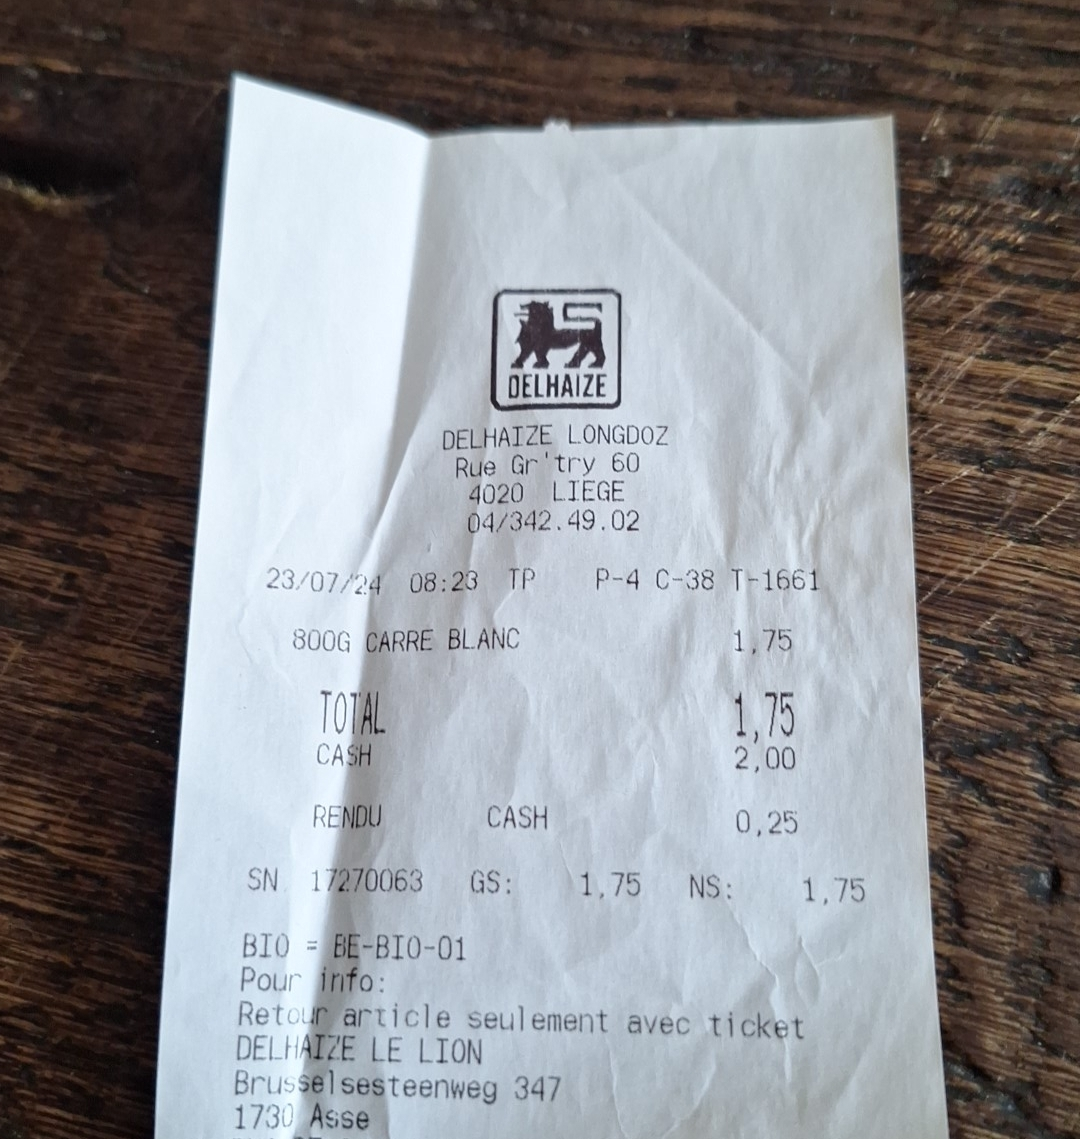 DELHAIZE
DELHAIZE LONGDOZ
Rue Gr'try 60
4020 LIEGE
04/342.49.02
23/07/24 08:23 TP P-4 C-38 T-1661
800G CARRE BLANC 1,75
TOTAL 1,75
CASH 2,00
RENDU CASH 0,25
SN 17270063 GS: 1,75 NS: 1,75
BIO = BE-BIO-01
Pour info:
Retour article seulement avec ticket
DELHAIZE LE LION
Brusselsesteenweg 347
1730 Asse